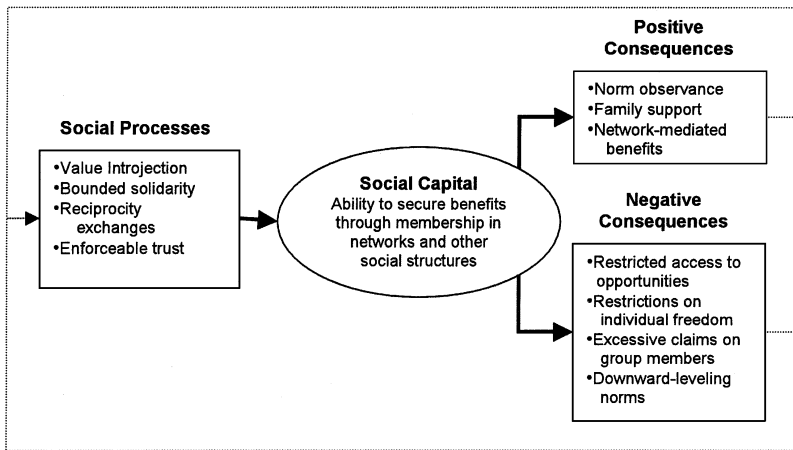 Social Processes
•Value Introjection
•Bounded solidarity
•Reciprocity
exchanges
•Enforceable trust
Social Capital
Ability to secure benefits
through membership in
networks and other
social structures
Positive
Consequences
•Norm observance
•Family support
•Network-mediated
benefits
Negative
Consequences
•Restricted access to
opportunities
•Restrictions on
individual freedom
•Excessive claims on
group members
•Downward-leveling
norms